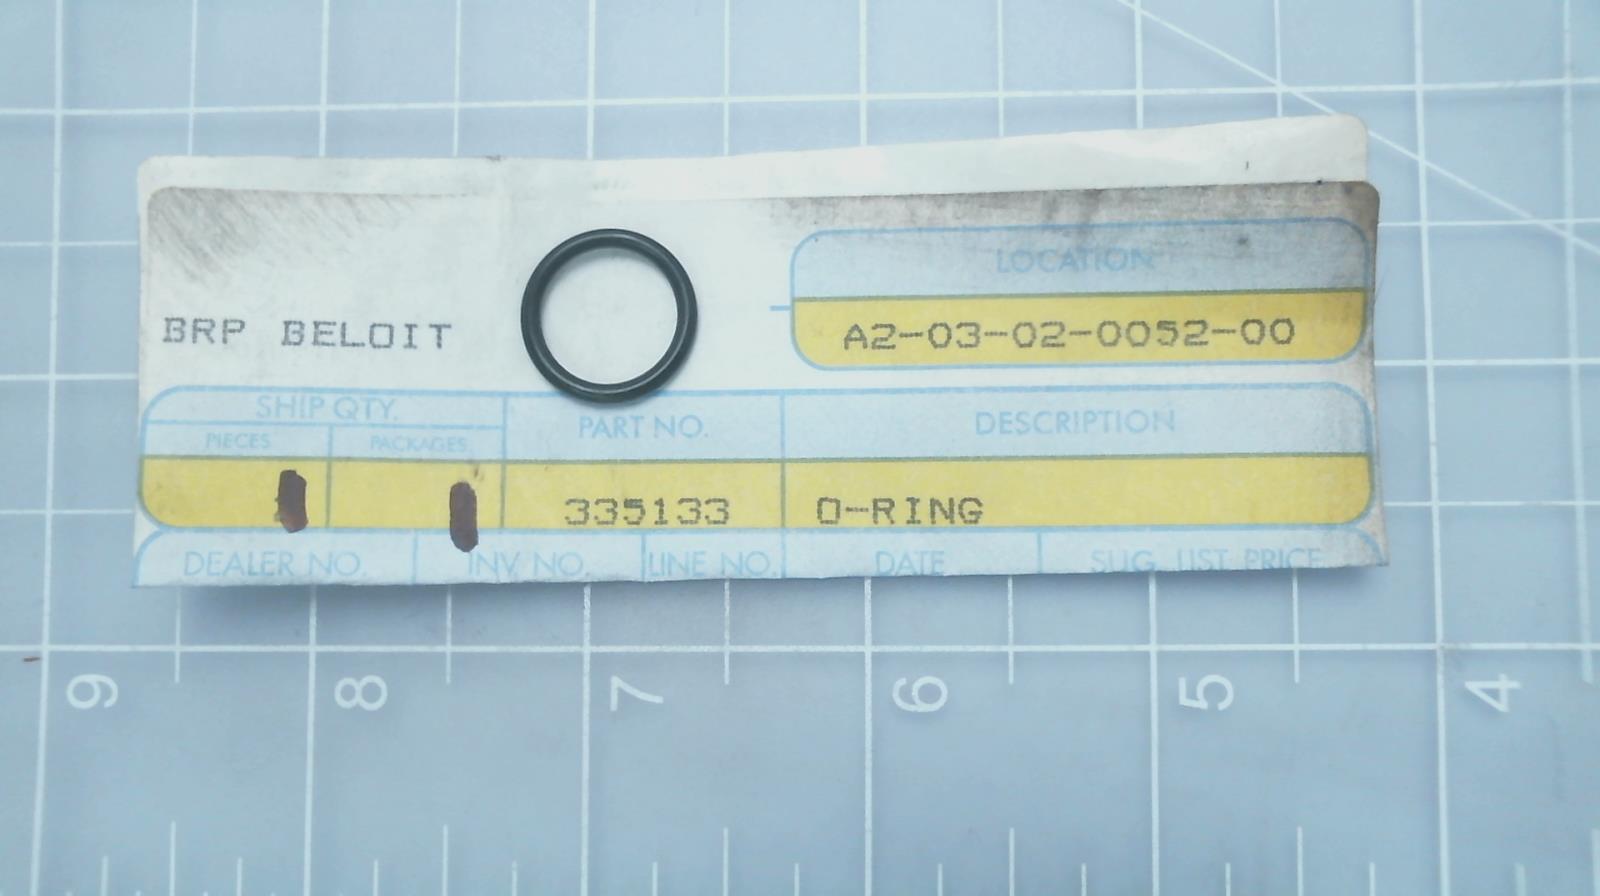 LOCATION
BRP BELOIT
A2-03-02-0052-00
SHIP QTY.
PIECES PACKAGES PART NO. DESCRIPTION
335133 O-RING
DEALER NO. INV NO. LINE NO. DATE SUG. LIST PRICE
9 8 7 6 5 4